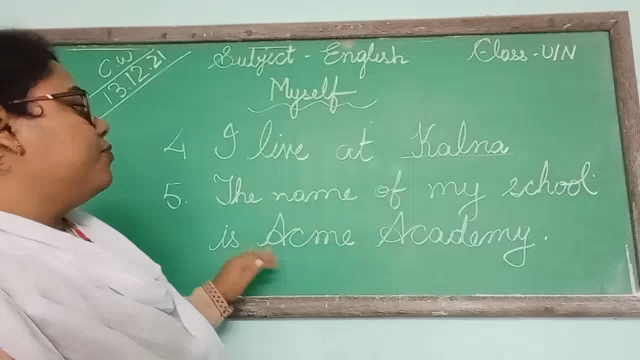 CW
13.12.21
Subject - English
Class - U/N
Myself
4 I live at Kalna
5. The name of my school
is Acme Academy.